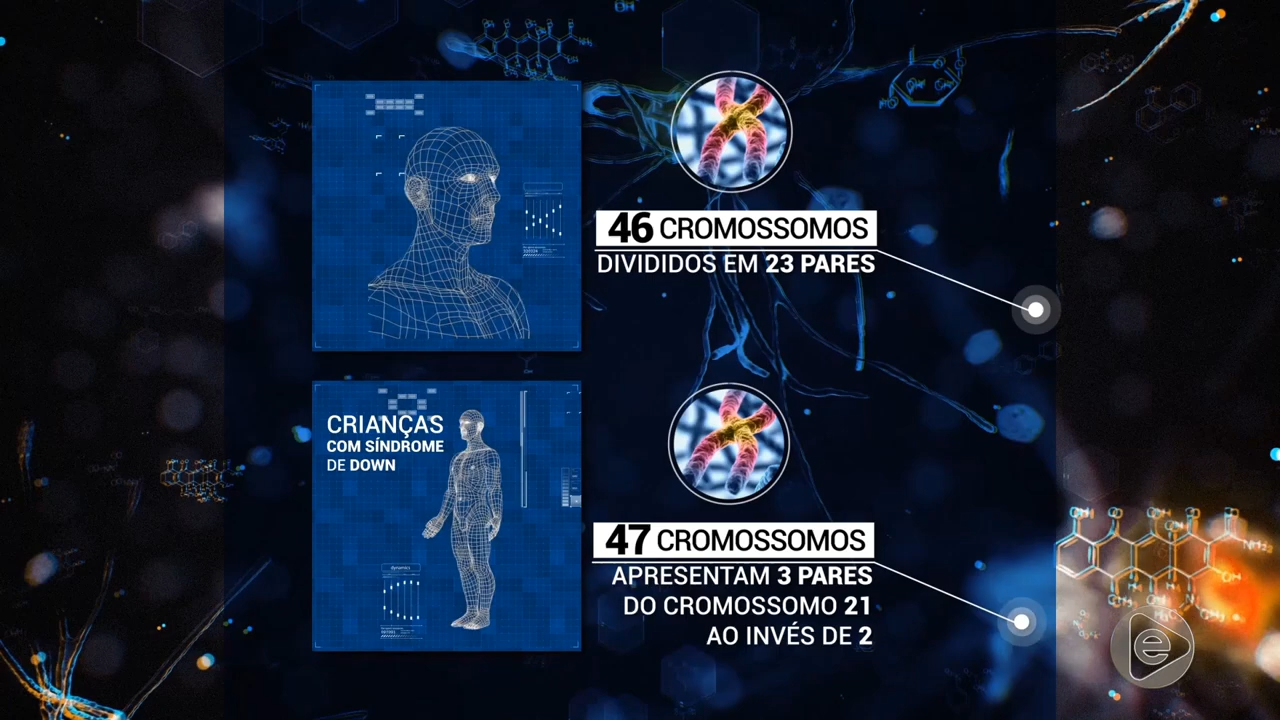 46 CROMOSSOMOS
DIVIDIDOS EM 23 PARES
CRIANÇAS
COM SÍNDROME
DE DOWN
dynamics
47 CROMOSSOMOS
APRESENTAM 3 PARES
DO CROMOSSOMO 21
AO INVÉS DE 2
e